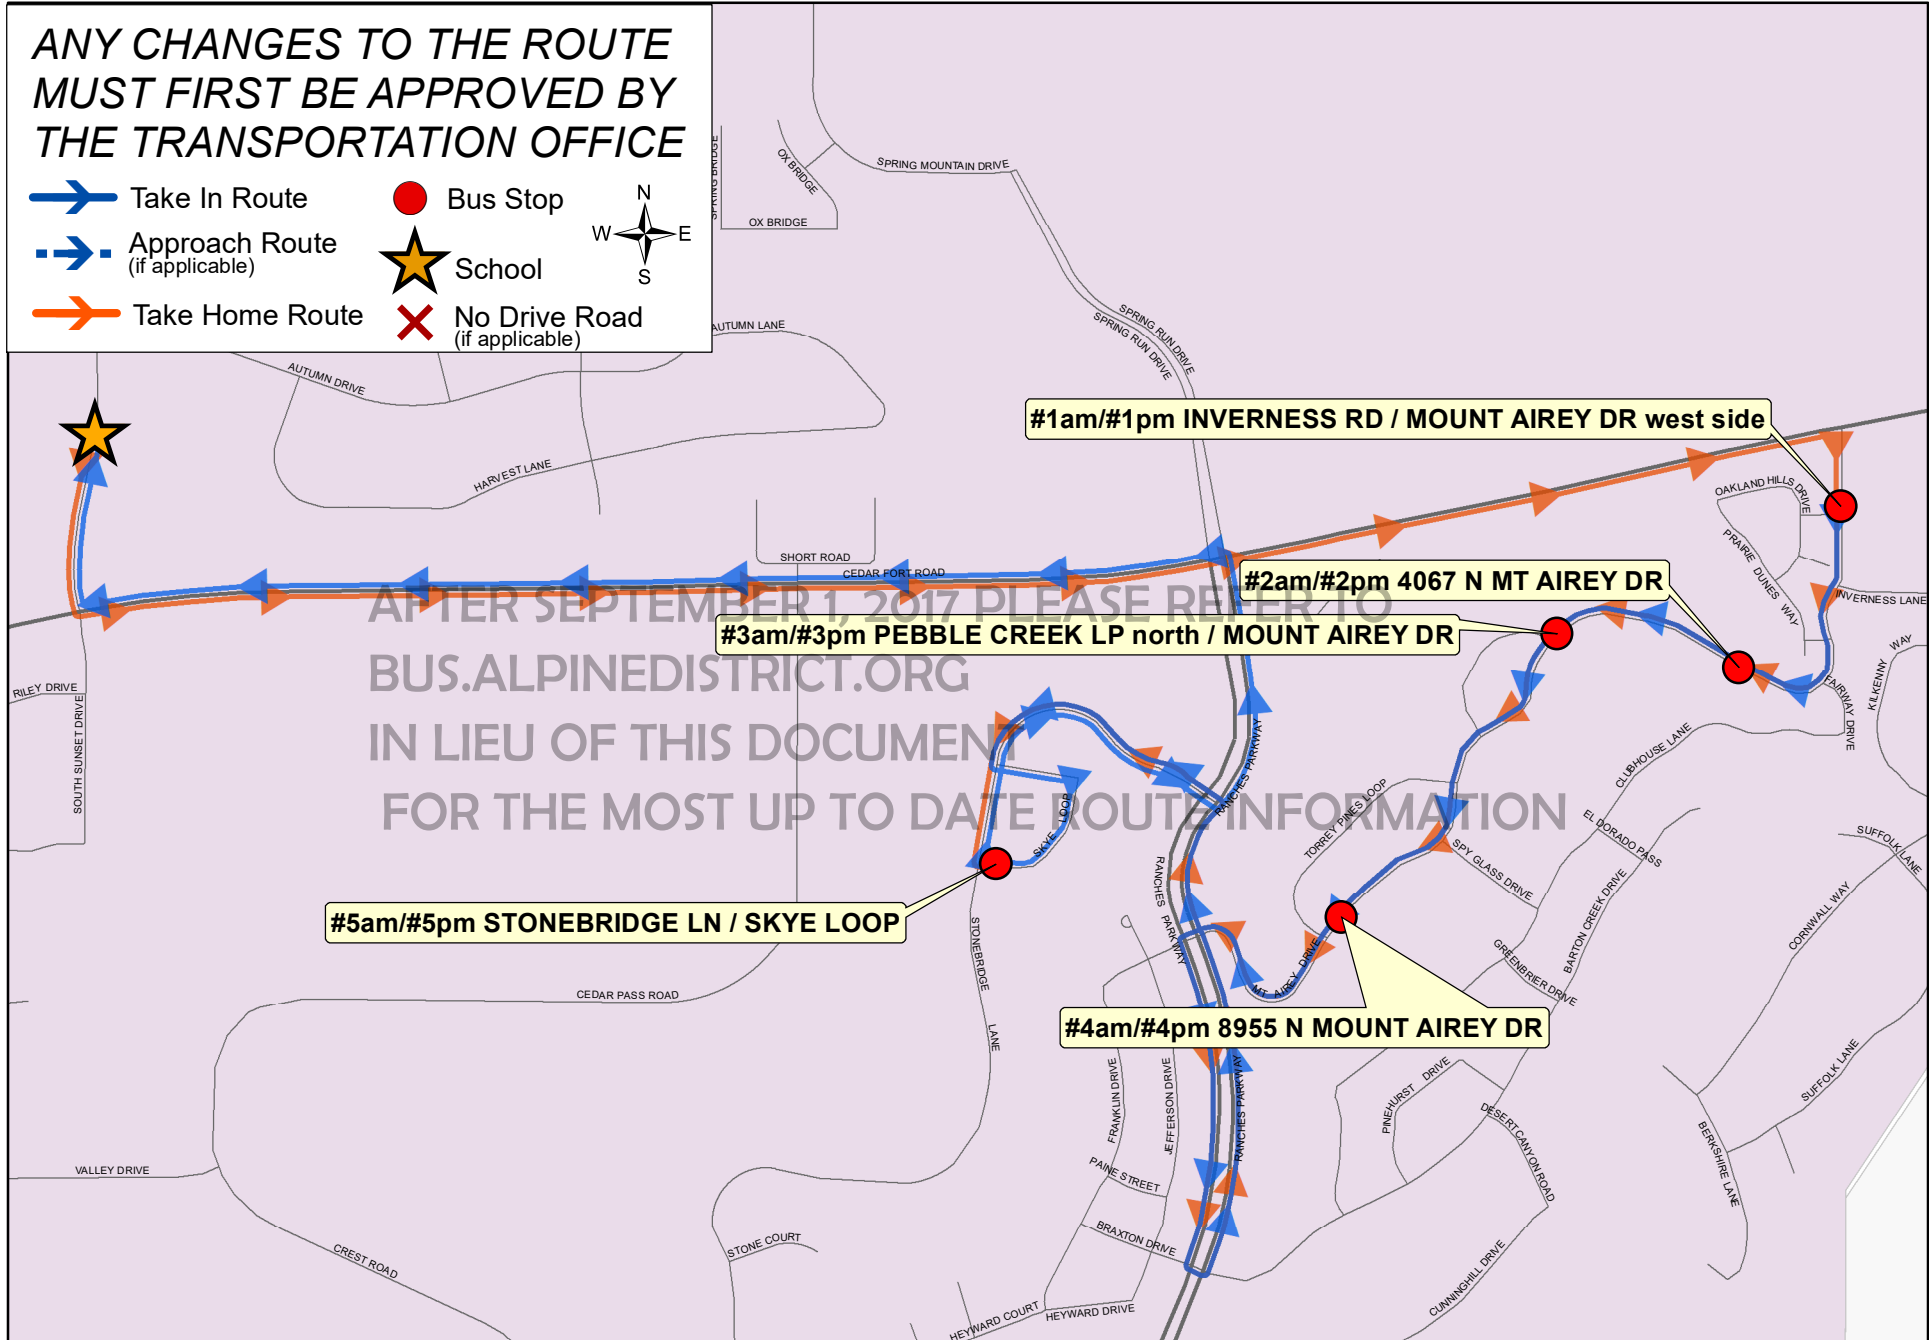 ANY CHANGES TO THE ROUTE
MUST FIRST BE APPROVED BY
THE TRANSPORTATION OFFICE
Take In Route
Bus Stop
Approach Route
(if applicable)
School
Take Home Route
No Drive Road
(if applicable)
N
W
E
S
SPRING BRIDGE
OX BRIDGE
OX BRIDGE
SPRING MOUNTAIN DRIVE
SPRING RUN DRIVE
SPRING RUN DRIVE
AUTUMN LANE
AUTUMN DRIVE
HARVEST LANE
#1am/#1pm INVERNESS RD / MOUNT AIREY DR west side
OAKLAND HILLS DRIVE
PRAIRIE DUNES WAY
SHORT ROAD
CEDAR FORT ROAD
#2am/#2pm 4067 N MT AIREY DR
INVERNESS LANE
AFTER SEPTEMBER 1, 2017 PLEASE REFER TO
#3am/#3pm PEBBLE CREEK LP north / MOUNT AIREY DR
BUS.ALPINEDISTRICT.ORG
IN LIEU OF THIS DOCUMENT
FOR THE MOST UP TO DATE ROUTE INFORMATION
RILEY DRIVE
SOUTH SUNSET DRIVE
KILKENNY WAY
FAIRWAY DRIVE
CLUBHOUSE LANE
RANCHES PARKWAY
SKYE LOOP
TORREY PINES LOOP
SPY GLASS DRIVE
EL DORADO PASS
BARTON CREEK DRIVE
SUFFOLK LANE
CORNWALL WAY
#5am/#5pm STONEBRIDGE LN / SKYE LOOP
RANCHES PARKWAY
STONEBRIDGE LANE
MT AIREY DRIVE
GREENBRIER DRIVE
CEDAR PASS ROAD
#4am/#4pm 8955 N MOUNT AIREY DR
FRANKLIN DRIVE
JEFFERSON DRIVE
RANCHES PARKWAY
PINEHURST DRIVE
DESERT CANYON ROAD
SUFFOLK LANE
BERKSHIRE LANE
VALLEY DRIVE
PAINE STREET
BRAXTON DRIVE
STONE COURT
CREST ROAD
CUNNINGHILL DRIVE
HEYWARD COURT
HEYWARD DRIVE